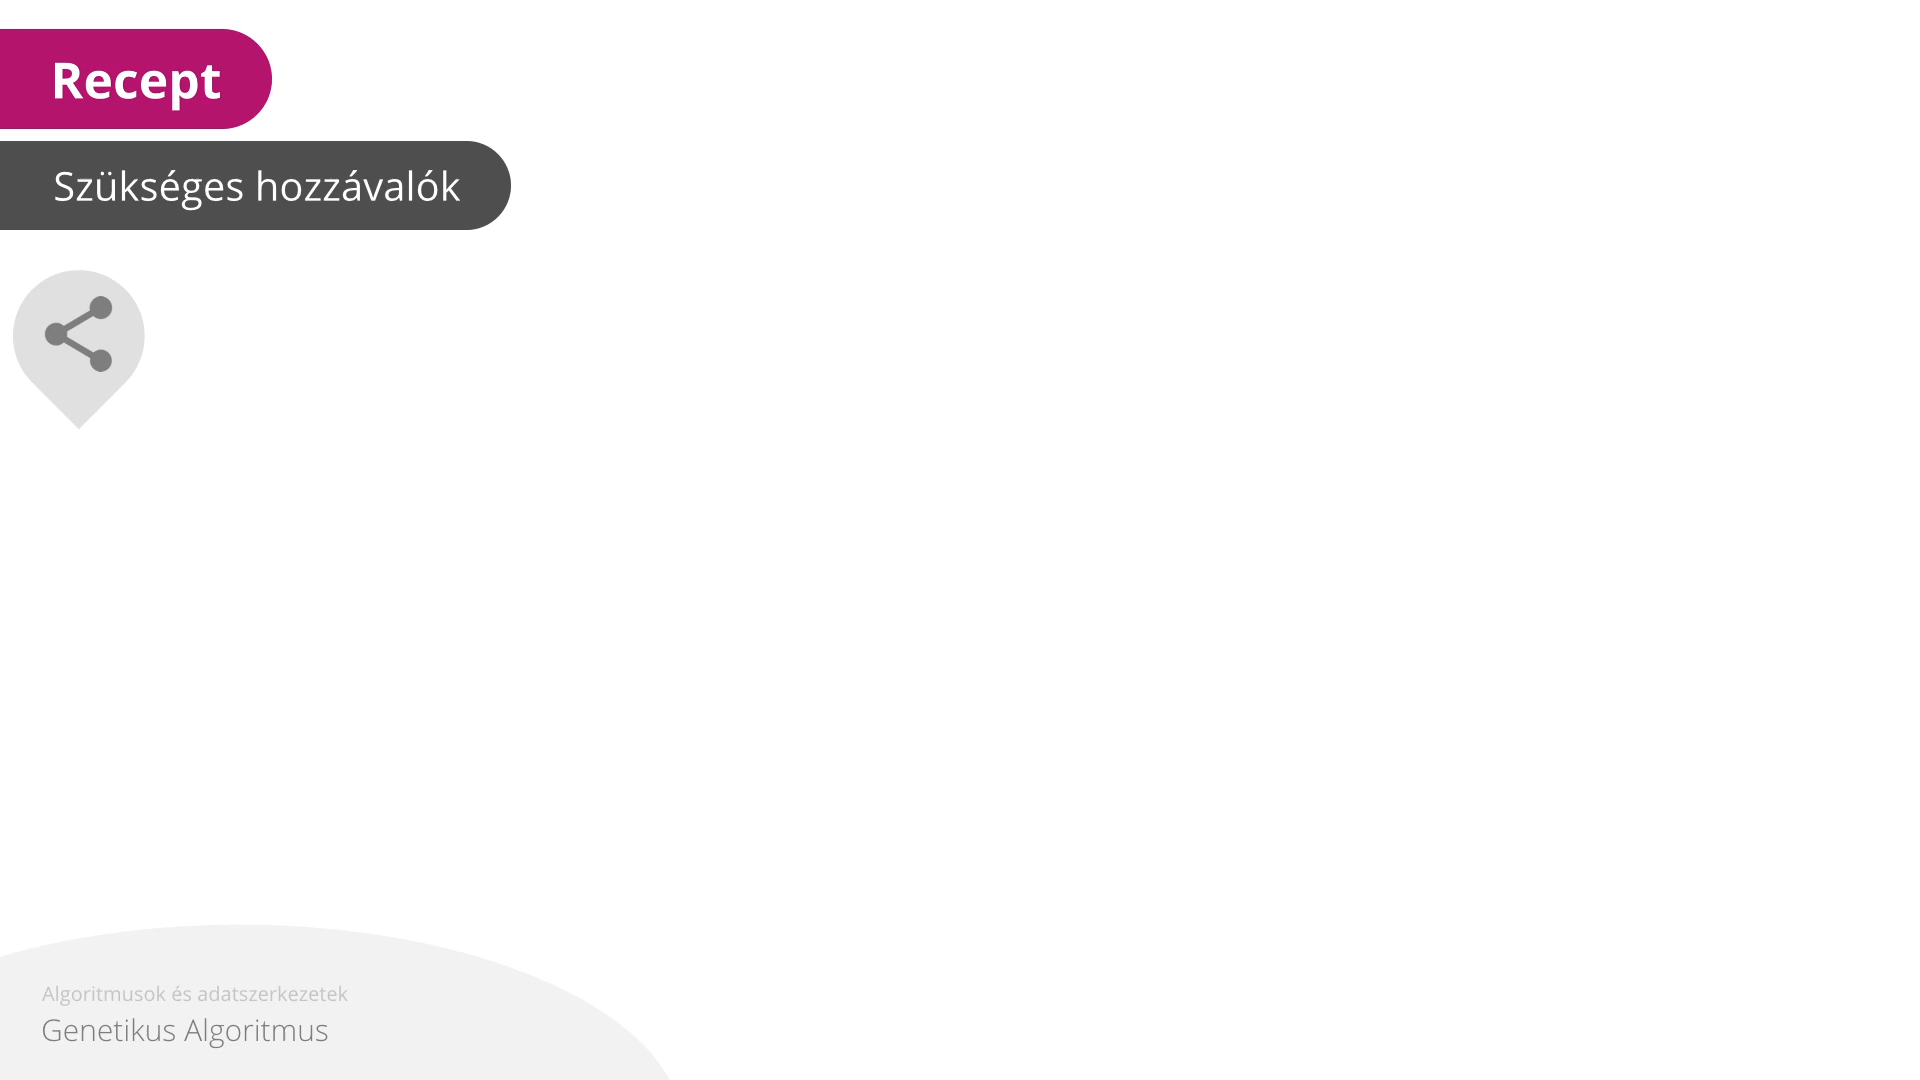 Recept
Szükséges hozzávalók
Algoritmusok és adatszerkezetek
Genetikus Algoritmus